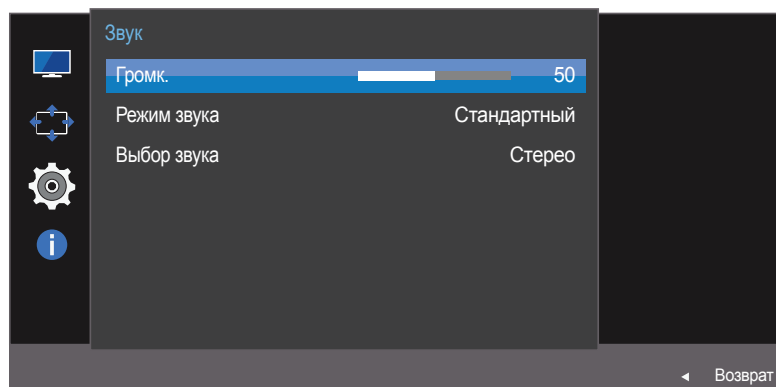 Звук
Громк. 50
Режим звука Стандартный
Выбор звука Стерео
Возврат